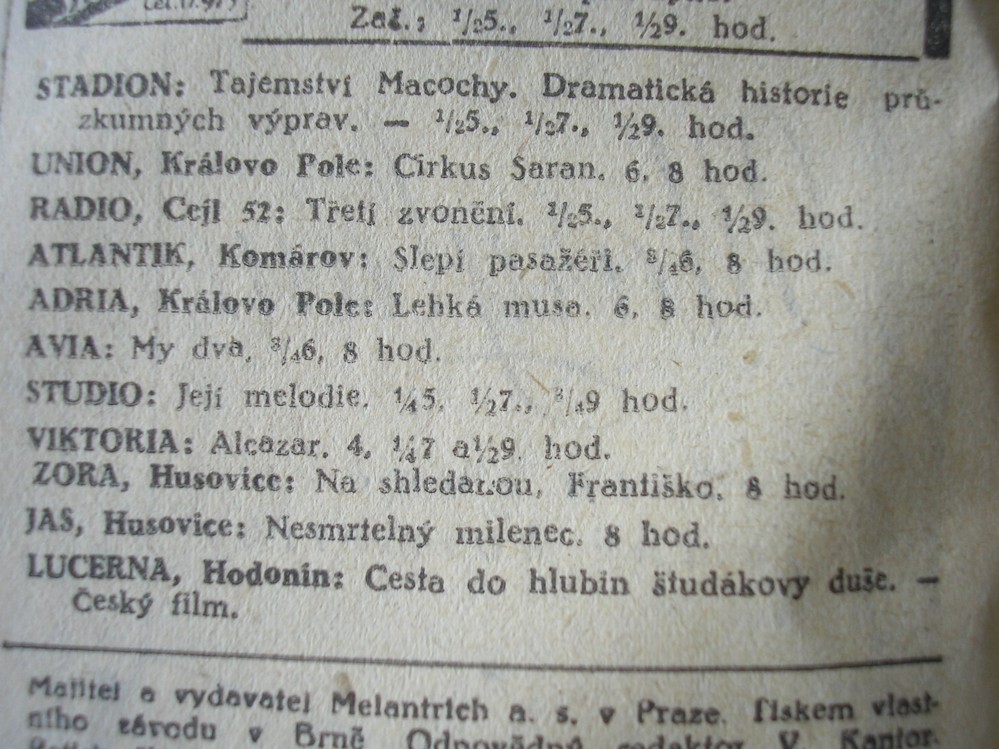 Zač.: ½5., ½7., ½9. hod.
STADION: Tajemství Macochy. Dramatická historie prů-
zkumných výprav. — ½5., ½7., ½9. hod.
UNION, Královo Pole: Cirkus Saran. 6, 8 hod.
RADIO, Cejl 52: Třetí zvonění. ½5., ½7., ½9. hod.
ATLANTIK, Komárov: Slepí pasažéři. ¾6, 8 hod.
ADRIA, Královo Pole: Lehká musa. 6, 8 hod.
AVIA: My dva, ¾6, 8 hod.
STUDIO: Její melodie. ¼5, ½7., ¾9 hod.
VIKTORIA: Alcazar. 4, ¼7 a½9. hod.
ZORA, Husovice: Na shledanou, Františko. 8 hod.
JAS, Husovice: Nesmrtelný milenec. 8 hod.
LUCERNA, Hodonín: Cesta do hlubin študákovy duše. —
Český film.
Majitel a vydavatel Melantrich a. s. v Praze. Tiskem vlast-
ního závodu v Brně Odpovědný redaktor V. Kantor.